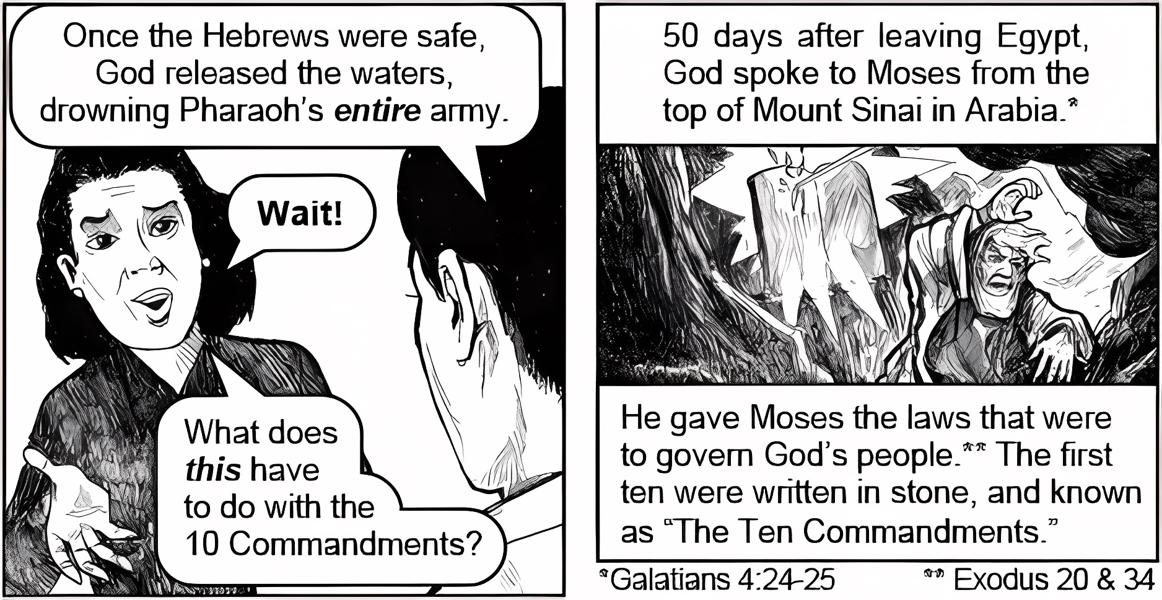 Once the Hebrews were safe,
God released the waters,
drowning Pharaoh's entire army.
Wait!
What does
this have
to do with the
10 Commandments?
50 days after leaving Egypt,
God spoke to Moses from the
top of Mount Sinai in Arabia.*
He gave Moses the laws that were
to govern God's people.** The first
ten were written in stone, and known
as "The Ten Commandments."
*Galatians 4:24-25
** Exodus 20 & 34